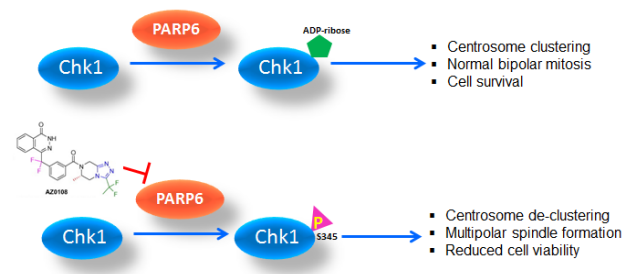 PARP6
ADP-ribose
Chk1
Chk1
▪ Centrosome clustering
▪ Normal bipolar mitosis
▪ Cell survival
O
NH
N
F
F
O
N
N
N
N
F
F
AZ0108
PARP6
Chk1
Chk1
P
S345
▪ Centrosome de-clustering
▪ Multipolar spindle formation
▪ Reduced cell viability